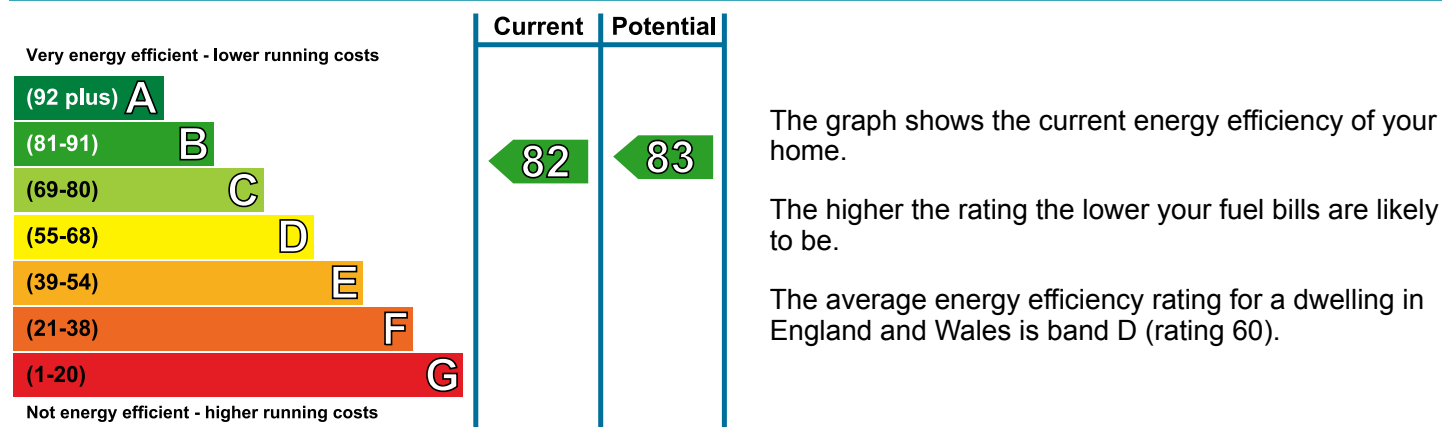 Current Potential
Very energy efficient - lower running costs
(92 plus) A
(81-91) B
(69-80) C
(55-68) D
(39-54) E
(21-38) F
(1-20) G
Not energy efficient - higher running costs
82 83
The graph shows the current energy efficiency of your
home.
The higher the rating the lower your fuel bills are likely
to be.
The average energy efficiency rating for a dwelling in
England and Wales is band D (rating 60).